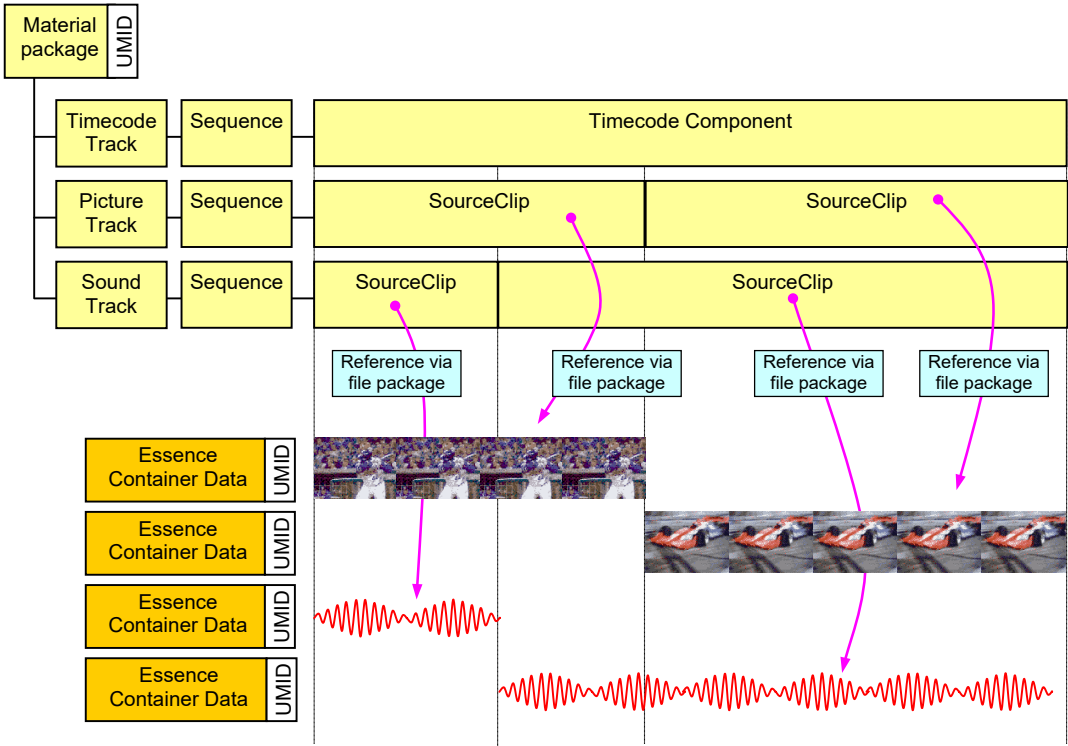 Material
package
UMID
Timecode
Track
Sequence
Timecode Component
Picture
Track
Sequence
SourceClip
SourceClip
Sound
Track
Sequence
SourceClip
SourceClip
Reference via
file package
Reference via
file package
Reference via
file package
Reference via
file package
Essence
Container Data
UMID
Essence
Container Data
UMID
Essence
Container Data
UMID
Essence
Container Data
UMID